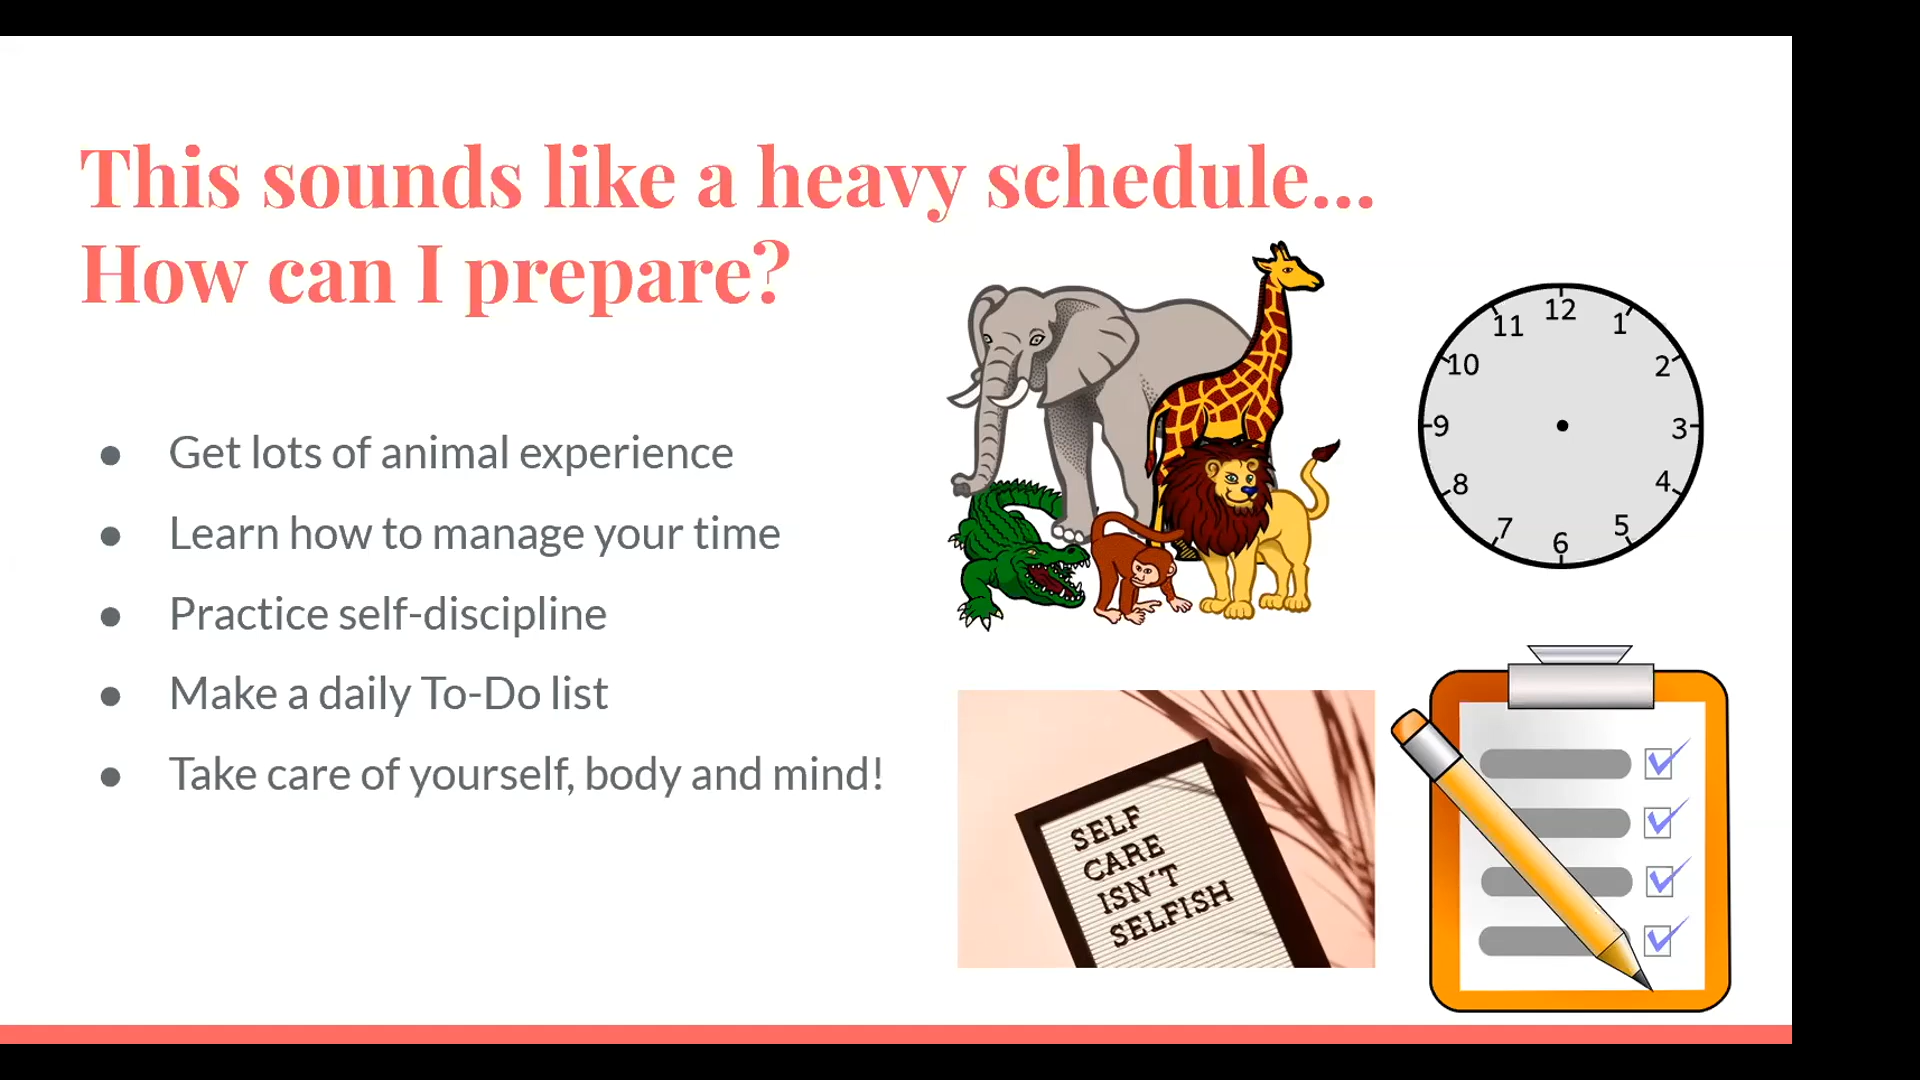 This sounds like a heavy schedule...
How can I prepare?
● Get lots of animal experience
● Learn how to manage your time
● Practice self-discipline
● Make a daily To-Do list
● Take care of yourself, body and mind!
12
1
2
3
4
5
6
7
8
9
10
11
SELF
CARE
ISN'T
SELFISH